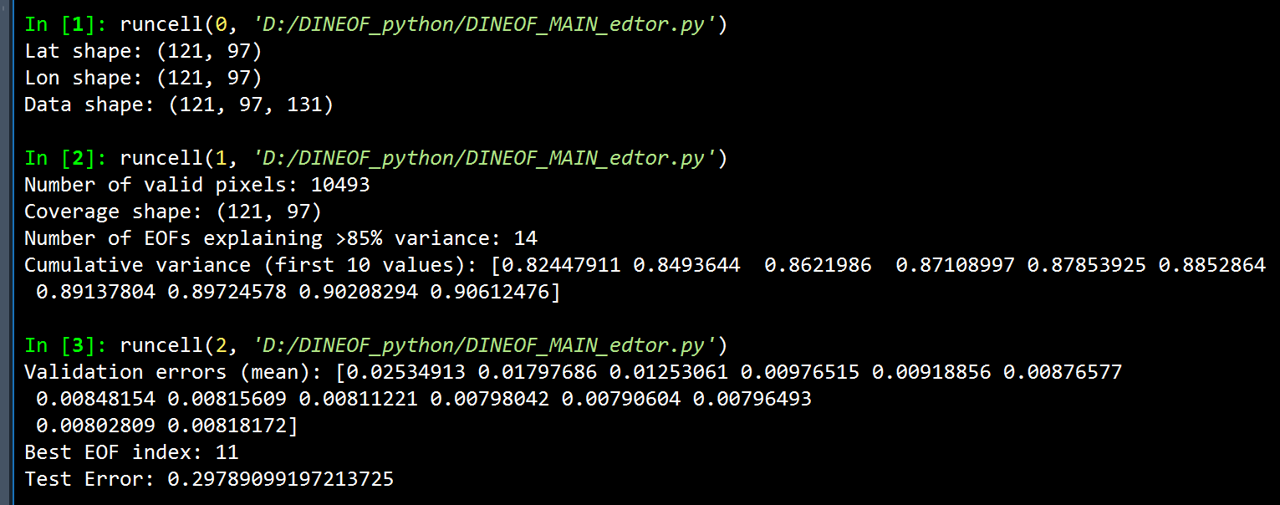 In [1]: runcell(0, 'D:/DINEOF_python/DINEOF_MAIN_edtor.py')
Lat shape: (121, 97)
Lon shape: (121, 97)
Data shape: (121, 97, 131)
In [2]: runcell(1, 'D:/DINEOF_python/DINEOF_MAIN_edtor.py')
Number of valid pixels: 10493
Coverage shape: (121, 97)
Number of EOFs explaining >85% variance: 14
Cumulative variance (first 10 values): [0.82447911 0.8493644  0.8621986  0.87108997 0.87853925 0.8852864
 0.89137804 0.89724578 0.90208294 0.90612476]
In [3]: runcell(2, 'D:/DINEOF_python/DINEOF_MAIN_edtor.py')
Validation errors (mean): [0.02534913 0.01797686 0.01253061 0.00976515 0.00918856 0.00876577
 0.00848154 0.00815609 0.00811221 0.00798042 0.00790604 0.00796493
 0.00802809 0.00818172]
Best EOF index: 11
Test Error: 0.29789099197213725